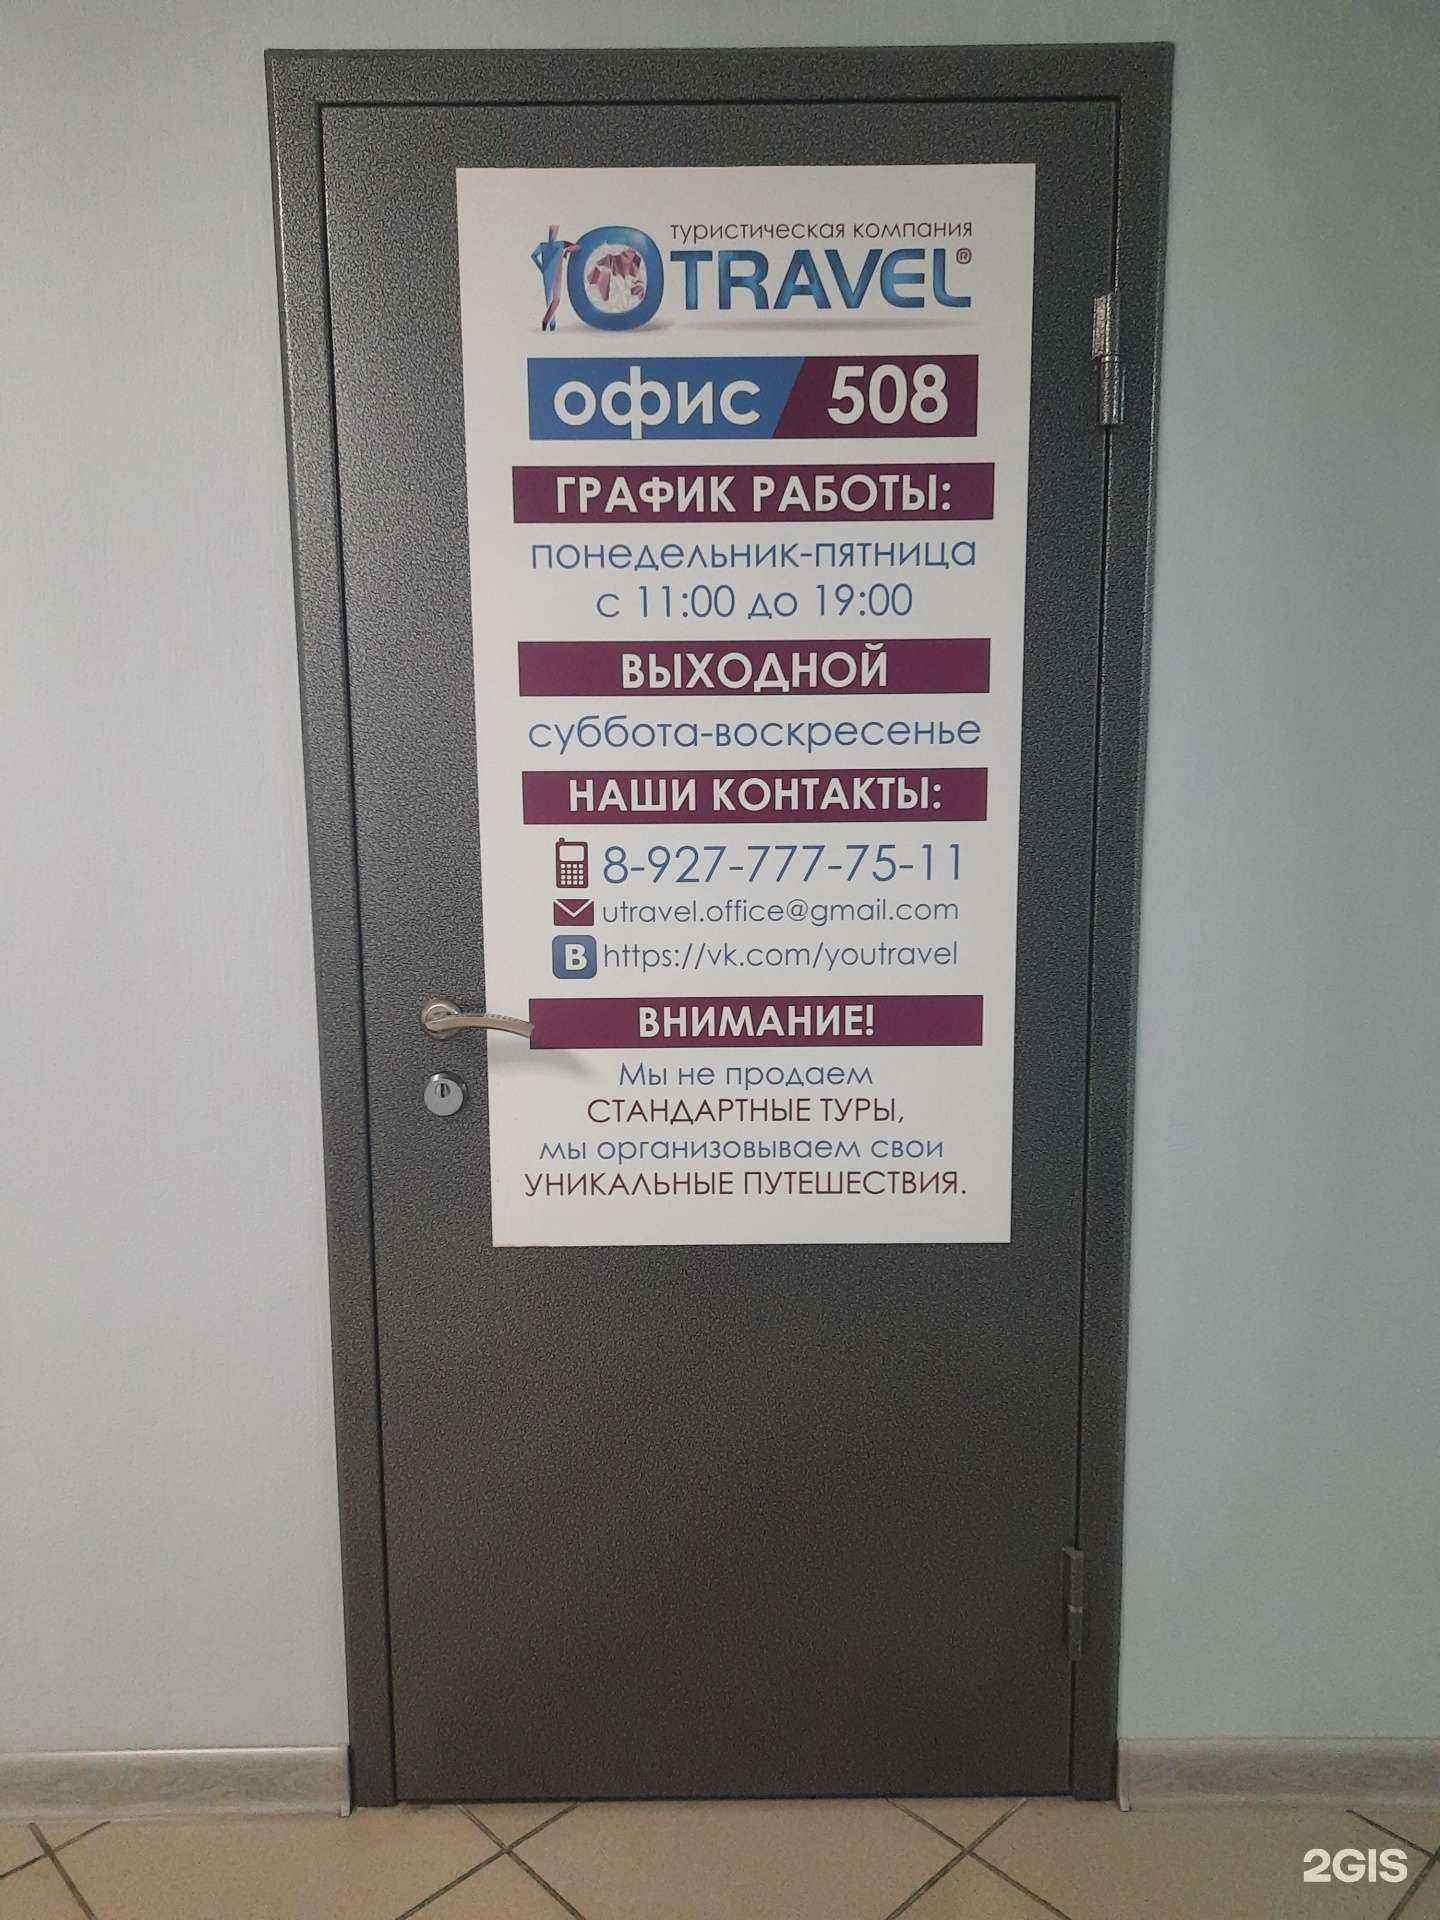 туристическая компания
ЮTRAVEL®
офис 508
ГРАФИК РАБОТЫ:
понедельник-пятница
с 11:00 до 19:00
ВЫХОДНОЙ
суббота-воскресенье
НАШИ КОНТАКТЫ:
8-927-777-75-11
utravel.office@gmail.com
В https://vk.com/youtravel
ВНИМАНИЕ!
Мы не продаем
СТАНДАРТНЫЕ ТУРЫ,
мы организовываем свои
УНИКАЛЬНЫЕ ПУТЕШЕСТВИЯ.
2GIS